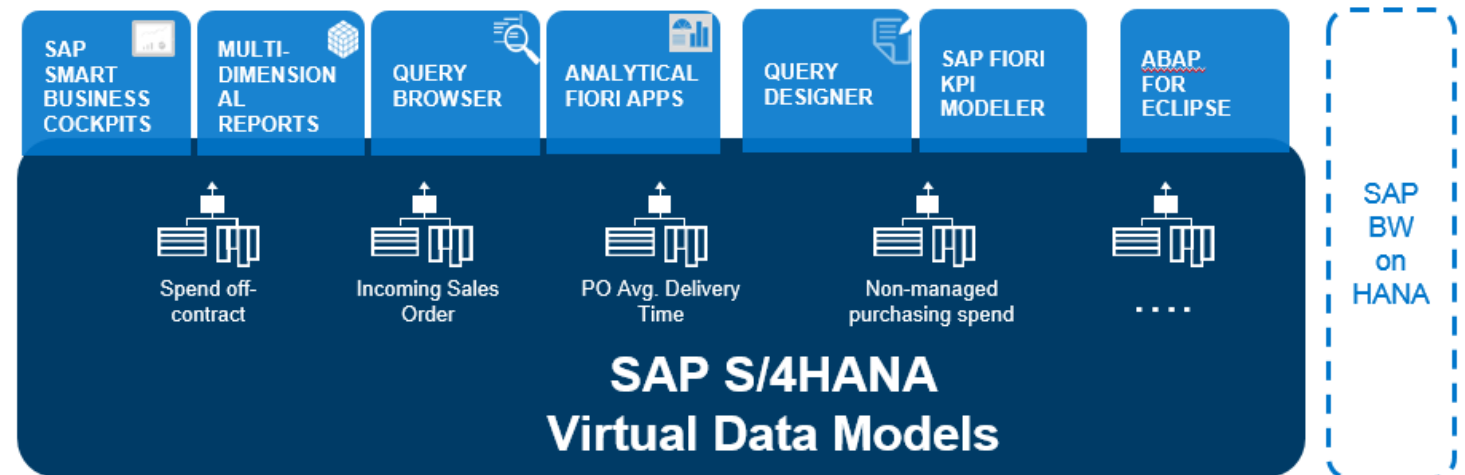 SAP
SMART
BUSINESS
COCKPITS
MULTI-
DIMENSION
AL
REPORTS
QUERY
BROWSER
ANALYTICAL
FIORI APPS
QUERY
DESIGNER
SAP FIORI
KPI
MODELER
ABAP
FOR
ECLIPSE
Spend off-
contract
Incoming Sales
Order
PO Avg. Delivery
Time
Non-managed
purchasing spend
....
SAP S/4HANA
Virtual Data Models
SAP
BW
on
HANA